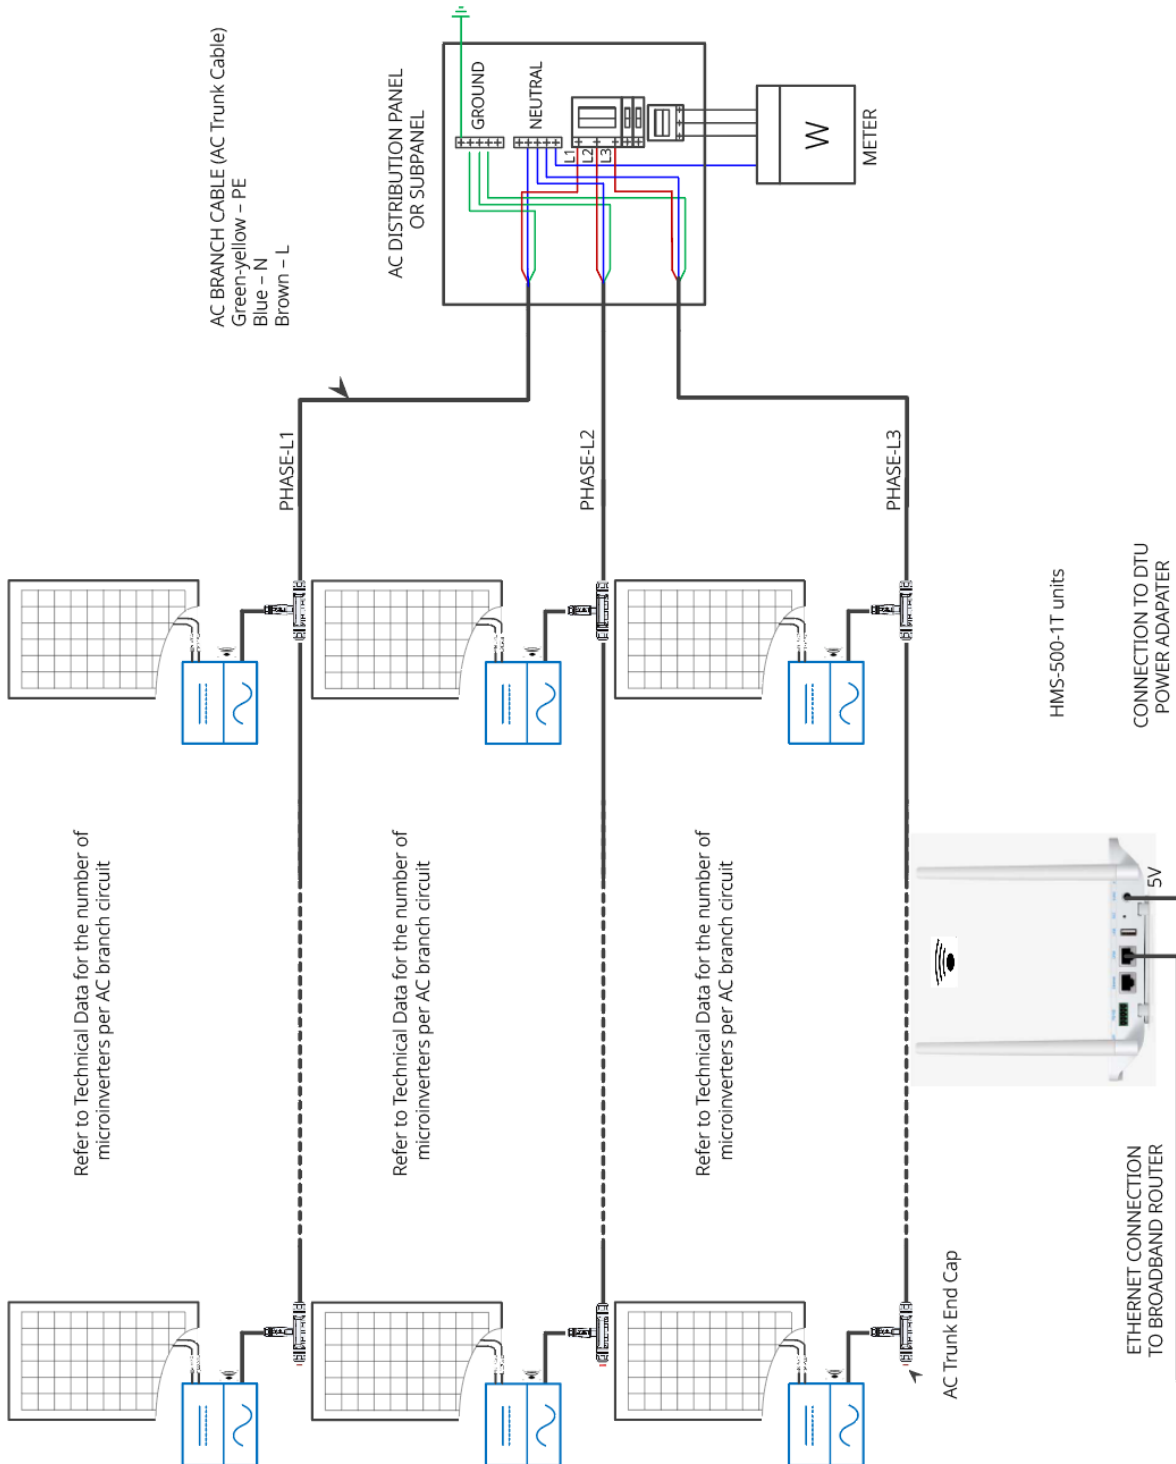 AC BRANCH CABLE (AC Trunk Cable)
Green-yellow – PE
Blue – N
Brown – L
AC DISTRIBUTION PANEL
OR SUBPANEL
GROUND
NEUTRAL
L1
L2
L3
W
METER
PHASE-L1
PHASE-L2
PHASE-L3
Refer to Technical Data for the number of
microinverters per AC branch circuit
Refer to Technical Data for the number of
microinverters per AC branch circuit
Refer to Technical Data for the number of
microinverters per AC branch circuit
HMS-500-1T units
CONNECTION TO DTU
POWER ADAPATER
5V
AC Trunk End Cap
ETHERNET CONNECTION
TO BROADBAND ROUTER